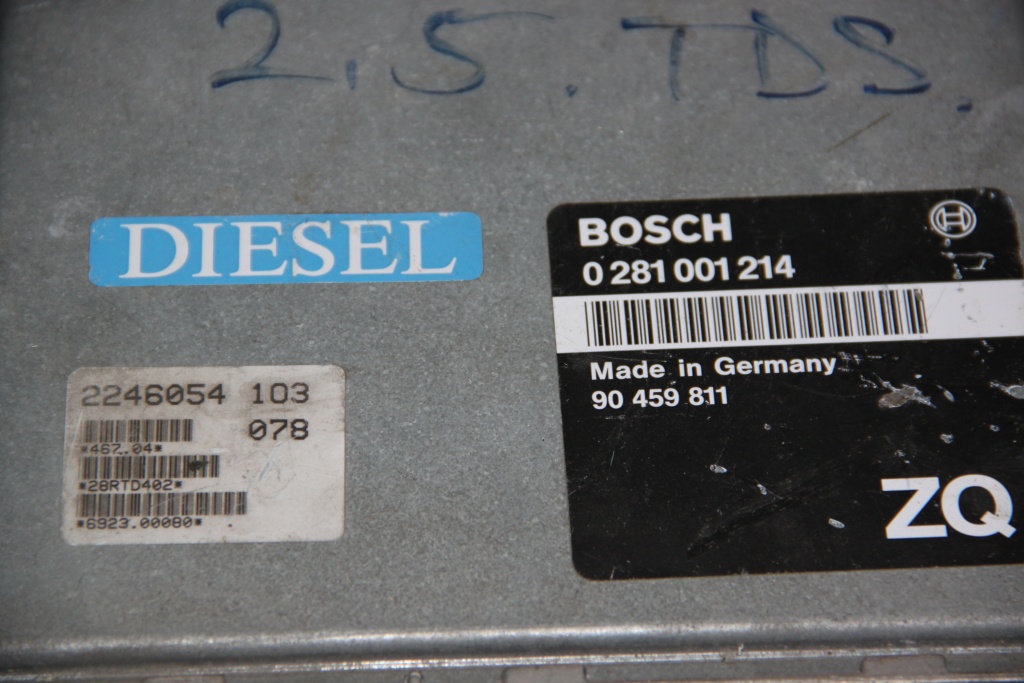 2.5.TDS.
DIESEL
BOSCH
0 281 001 214
Made in Germany
90 459 811
ZQ
2246054 103
078
*467.04*
*28RTD402*
*6923.00080*